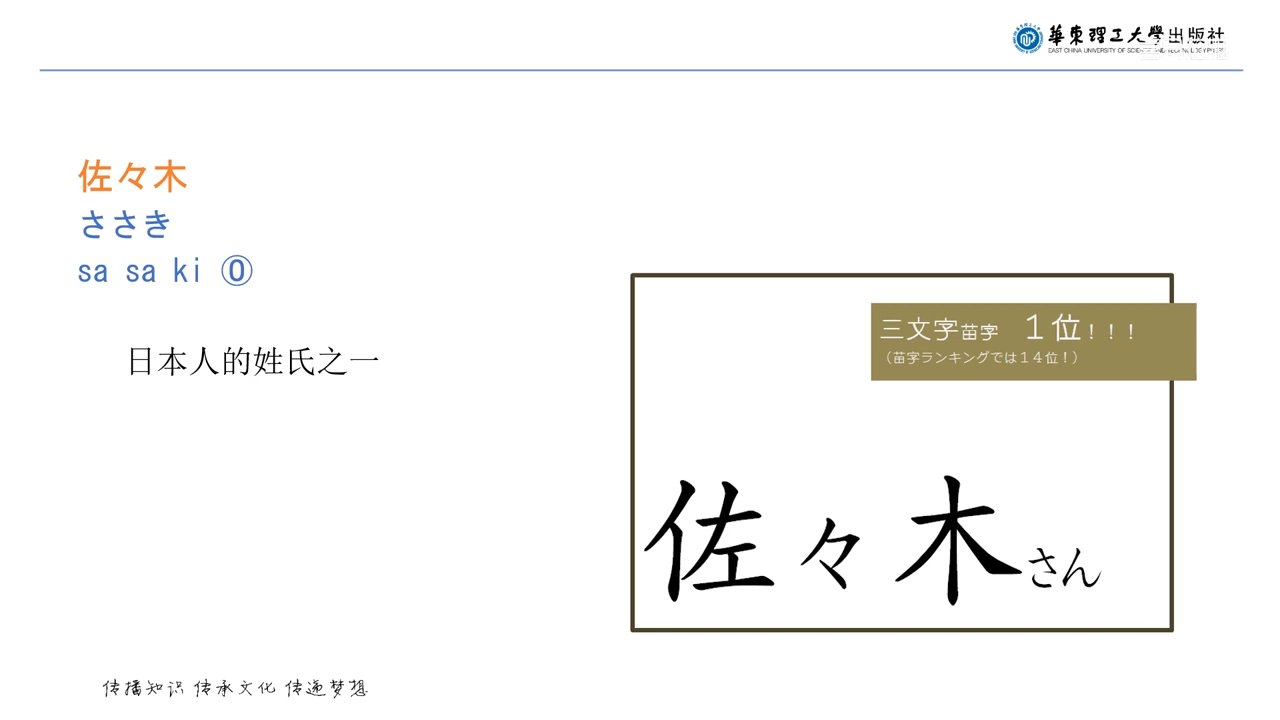 華東理工大學出版社
佐々木
ささき
sa sa ki ⓪
日本人的姓氏之一
三文字苗字 1位!!!
(苗字ランキングでは14位!)
佐々木さん
传播知识 传承文化 传递梦想